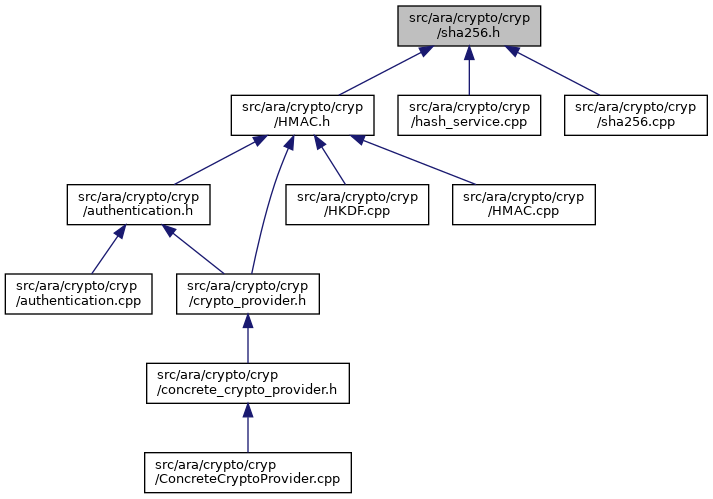 src/ara/crypto/cryp
/sha256.h
src/ara/crypto/cryp
/HMAC.h
src/ara/crypto/cryp
/hash_service.cpp
src/ara/crypto/cryp
/sha256.cpp
src/ara/crypto/cryp
/authentication.h
src/ara/crypto/cryp
/HKDF.cpp
src/ara/crypto/cryp
/HMAC.cpp
src/ara/crypto/cryp
/authentication.cpp
src/ara/crypto/cryp
/crypto_provider.h
src/ara/crypto/cryp
/concrete_crypto_provider.h
src/ara/crypto/cryp
/ConcreteCryptoProvider.cpp